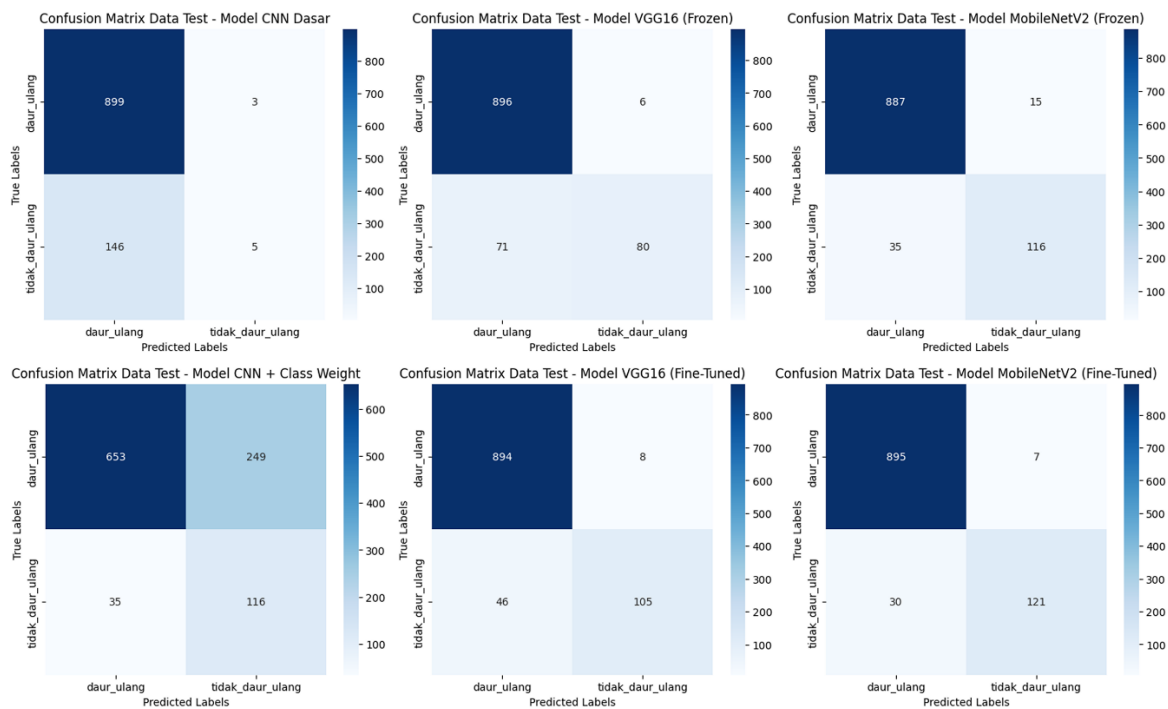 Confusion Matrix Data Test - Model CNN Dasar
899
3
146
5
daur_ulang
tidak_daur_ulang
True Labels
daur_ulang
tidak_daur_ulang
Predicted Labels
800
700
600
500
400
300
200
100
Confusion Matrix Data Test - Model VGG16 (Frozen)
896
6
71
80
daur_ulang
tidak_daur_ulang
True Labels
daur_ulang
tidak_daur_ulang
Predicted Labels
800
700
600
500
400
300
200
100
Confusion Matrix Data Test - Model MobileNetV2 (Frozen)
887
15
35
116
daur_ulang
tidak_daur_ulang
True Labels
daur_ulang
tidak_daur_ulang
Predicted Labels
800
700
600
500
400
300
200
100
Confusion Matrix Data Test - Model CNN + Class Weight
653
249
35
116
daur_ulang
tidak_daur_ulang
True Labels
daur_ulang
tidak_daur_ulang
Predicted Labels
600
500
400
300
200
100
Confusion Matrix Data Test - Model VGG16 (Fine-Tuned)
894
8
46
105
daur_ulang
tidak_daur_ulang
True Labels
daur_ulang
tidak_daur_ulang
Predicted Labels
800
700
600
500
400
300
200
100
Confusion Matrix Data Test - Model MobileNetV2 (Fine-Tuned)
895
7
30
121
daur_ulang
tidak_daur_ulang
True Labels
daur_ulang
tidak_daur_ulang
Predicted Labels
800
700
600
500
400
300
200
100